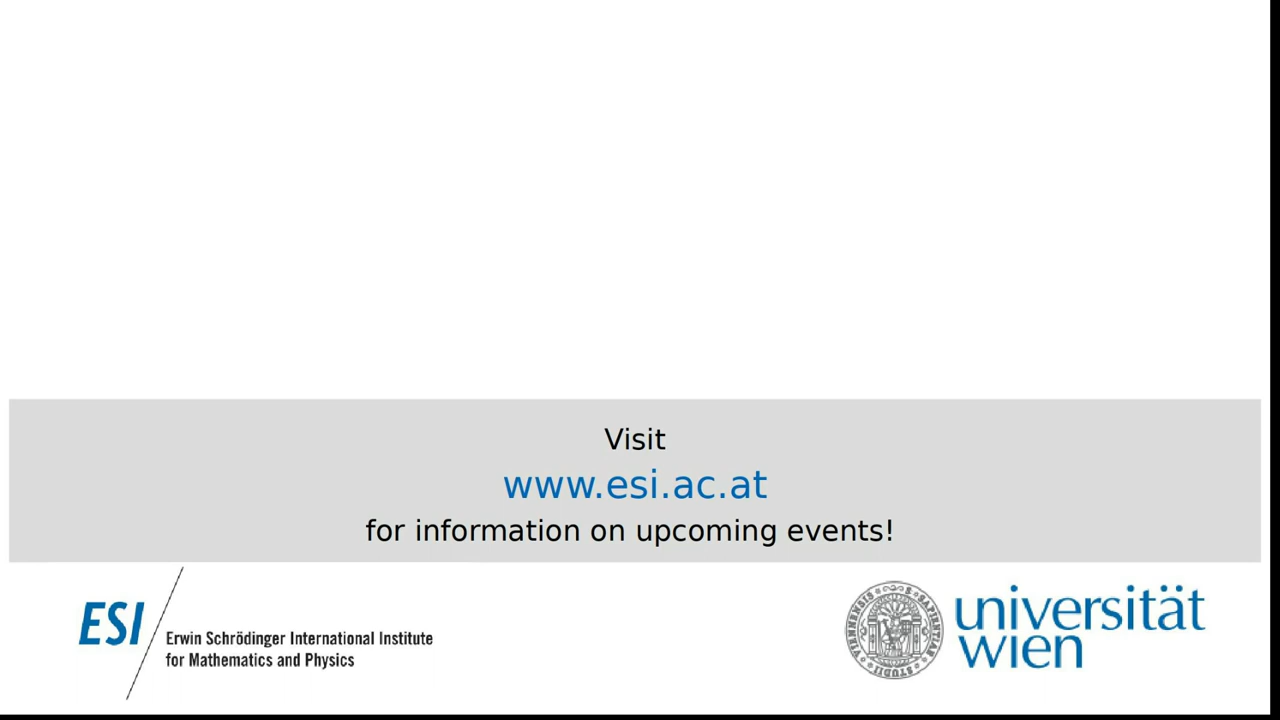 Visit
www.esi.ac.at
for information on upcoming events!
ESI
Erwin Schrödinger International Institute
for Mathematics and Physics
universität
wien